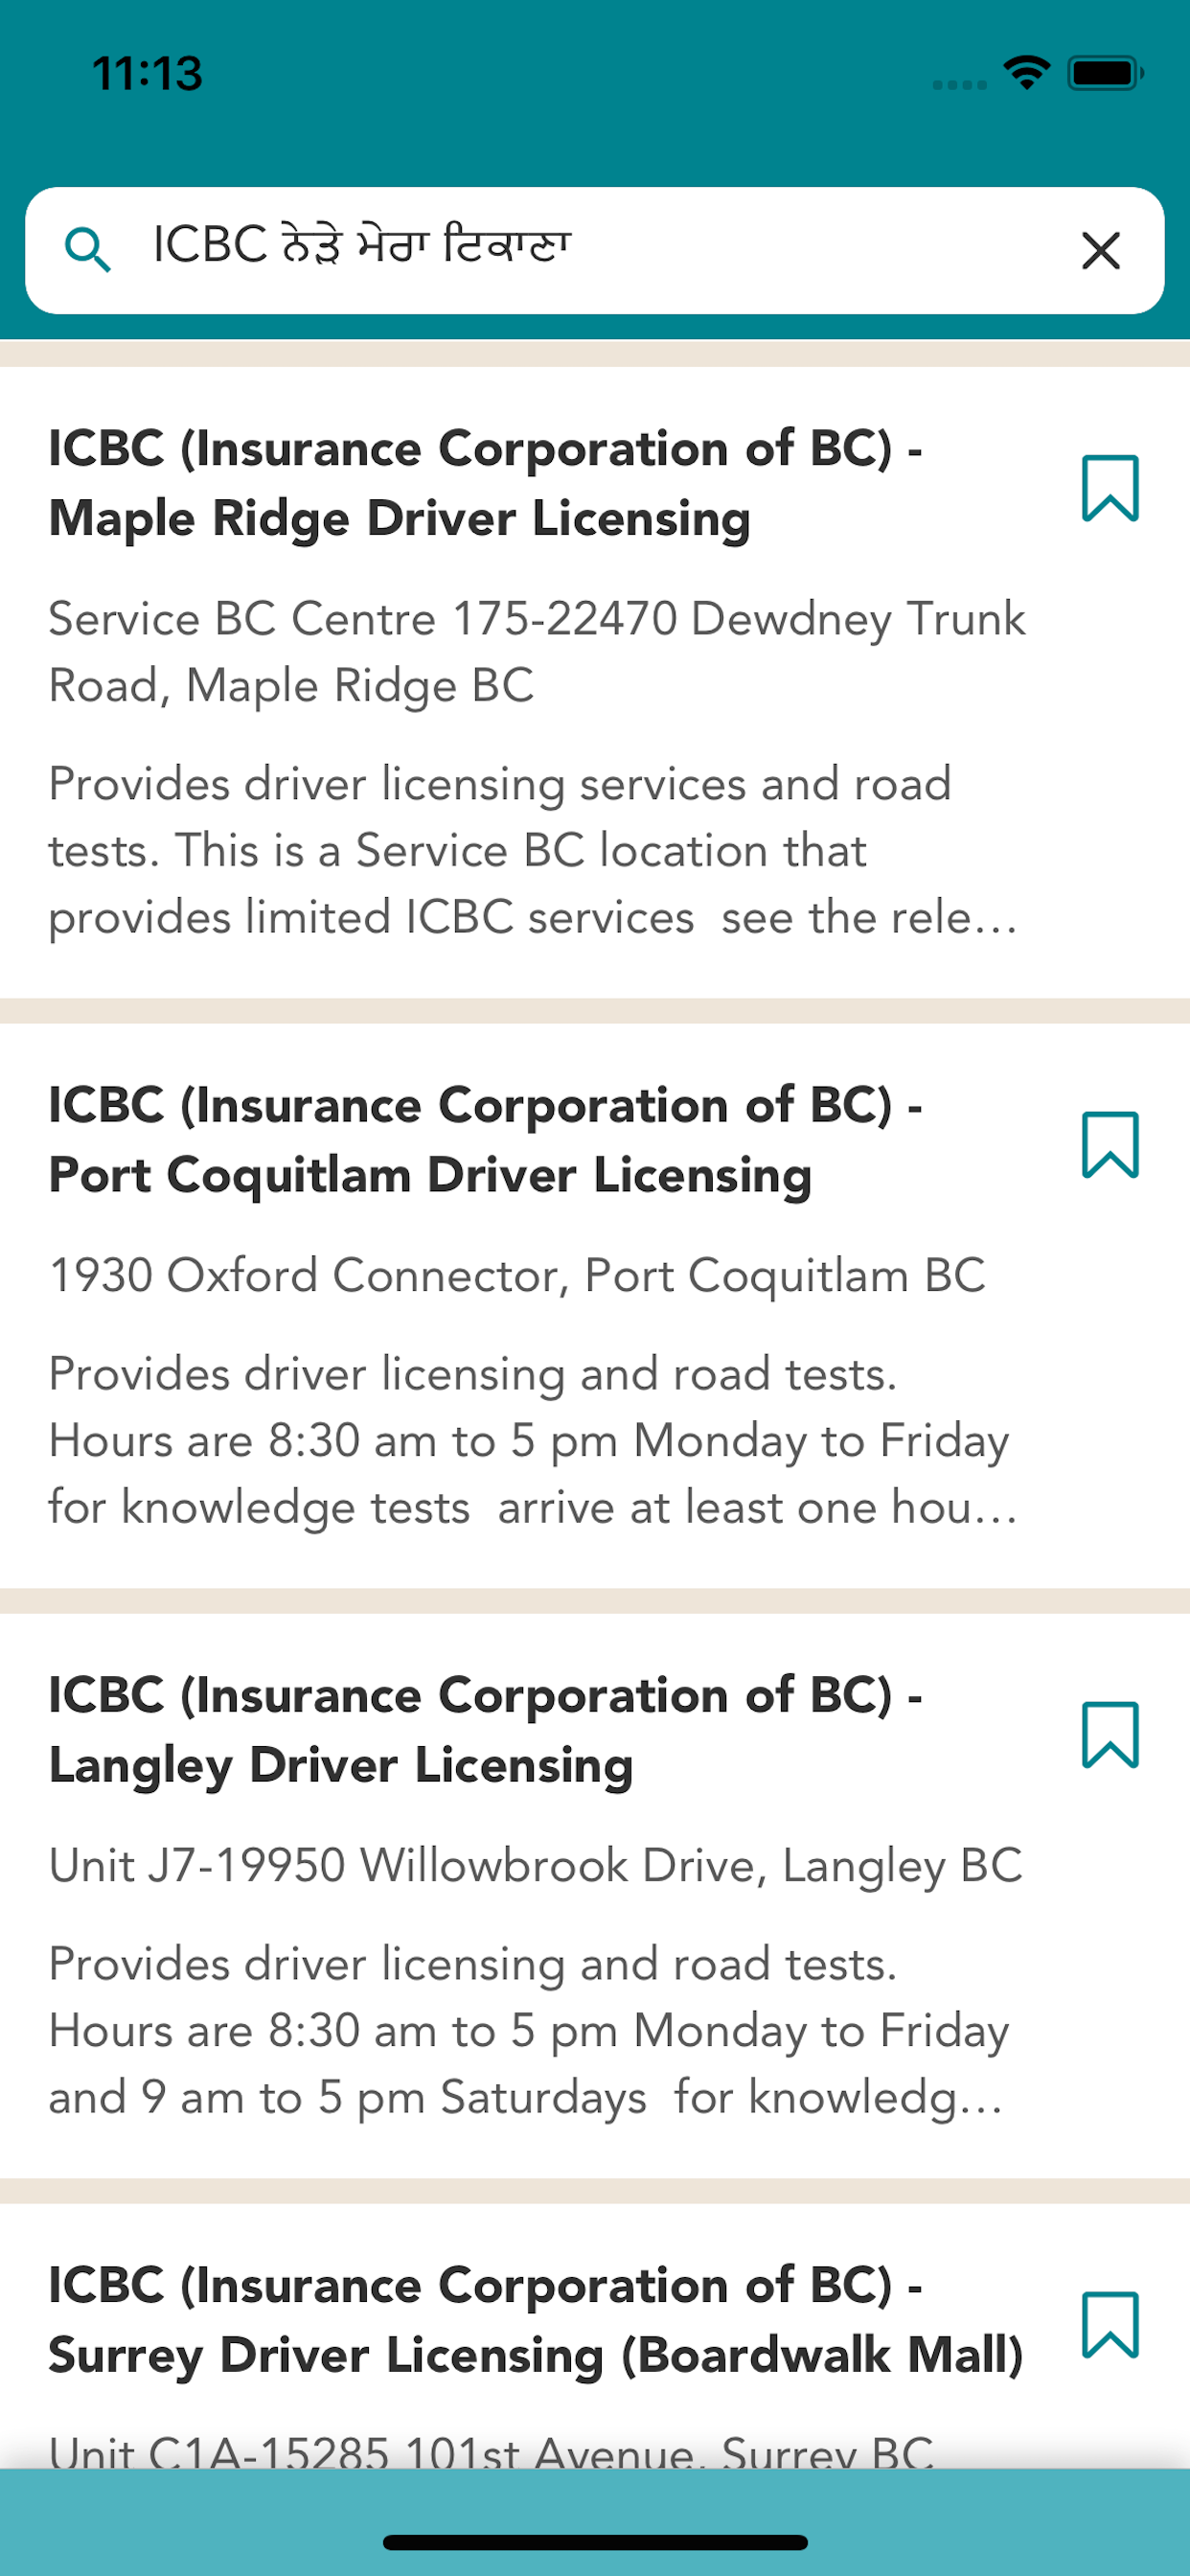 11:13
ICBC ਨੇੜੇ ਮੇਰਾ ਟਿਕਾਣਾ
ICBC (Insurance Corporation of BC) -
Maple Ridge Driver Licensing
Service BC Centre 175-22470 Dewdney Trunk
Road, Maple Ridge BC
Provides driver licensing services and road
tests. This is a Service BC location that
provides limited ICBC services  see the rele...
ICBC (Insurance Corporation of BC) -
Port Coquitlam Driver Licensing
1930 Oxford Connector, Port Coquitlam BC
Provides driver licensing and road tests.
Hours are 8:30 am to 5 pm Monday to Friday
for knowledge tests  arrive at least one hou...
ICBC (Insurance Corporation of BC) -
Langley Driver Licensing
Unit J7-19950 Willowbrook Drive, Langley BC
Provides driver licensing and road tests.
Hours are 8:30 am to 5 pm Monday to Friday
and 9 am to 5 pm Saturdays  for knowledg...
ICBC (Insurance Corporation of BC) -
Surrey Driver Licensing (Boardwalk Mall)
Unit C1A-15285 101st Avenue, Surrey BC